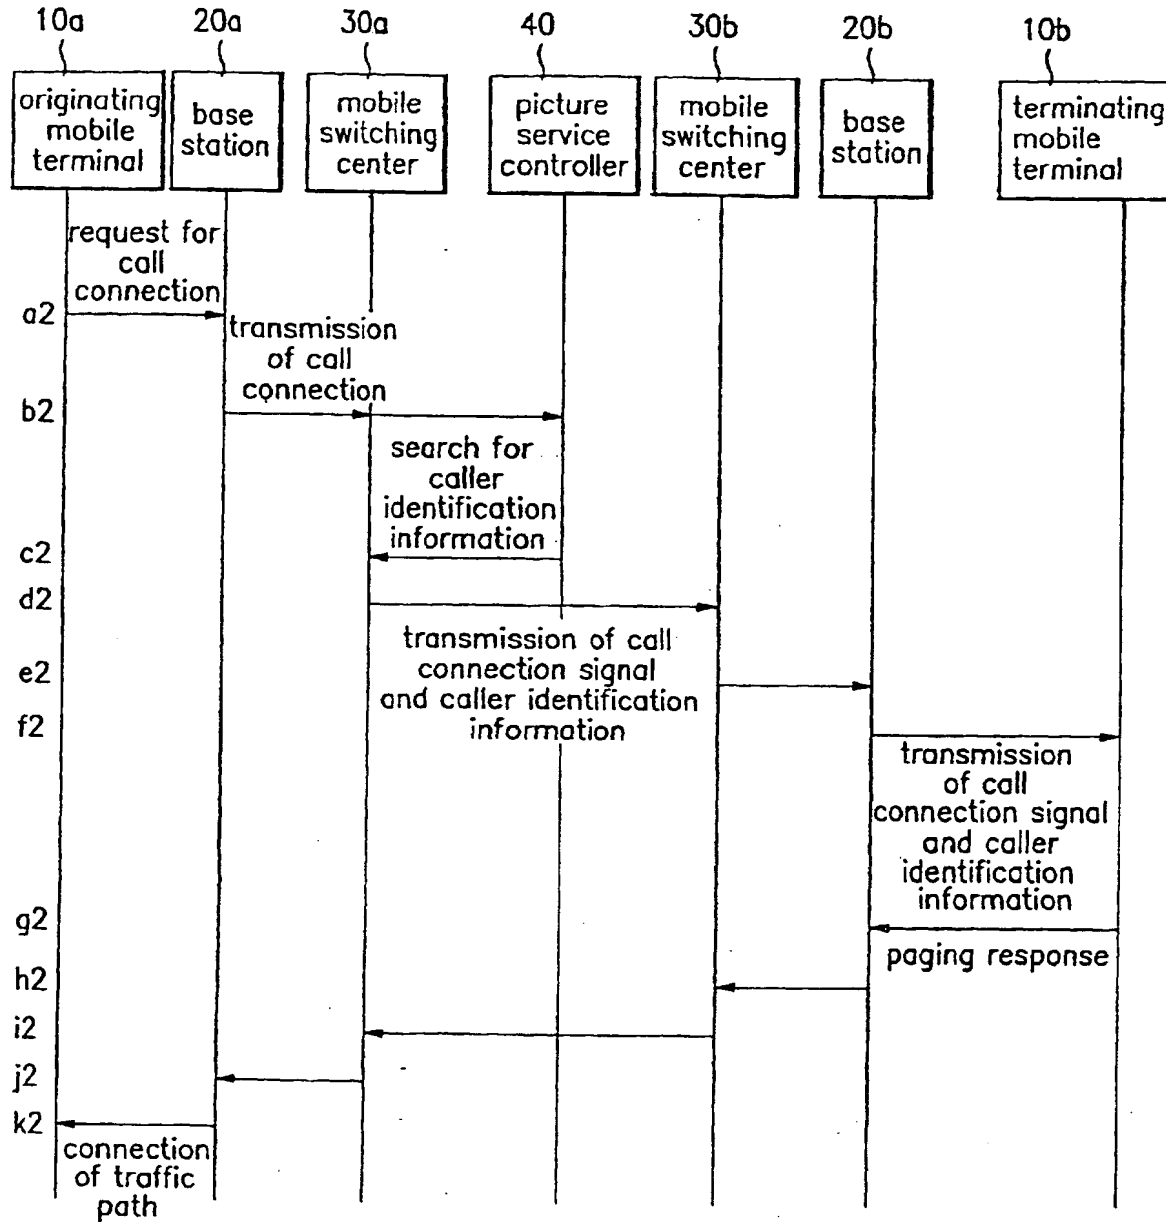 10a 20a 30a 40 30b 20b 10b
originating
mobile
terminal
base
station
mobile
switching
center
picture
service
controller
mobile
switching
center
base
station
terminating
mobile
terminal
request for
call
connection
a2
transmission
of call
connection
b2
search for
caller
identification
information
c2
d2
transmission of call
connection signal
and caller identification
information
e2
f2
transmission
of call
connection signal
and caller
identification
information
g2
paging response
h2
i2
j2
k2
connection
of traffic
path